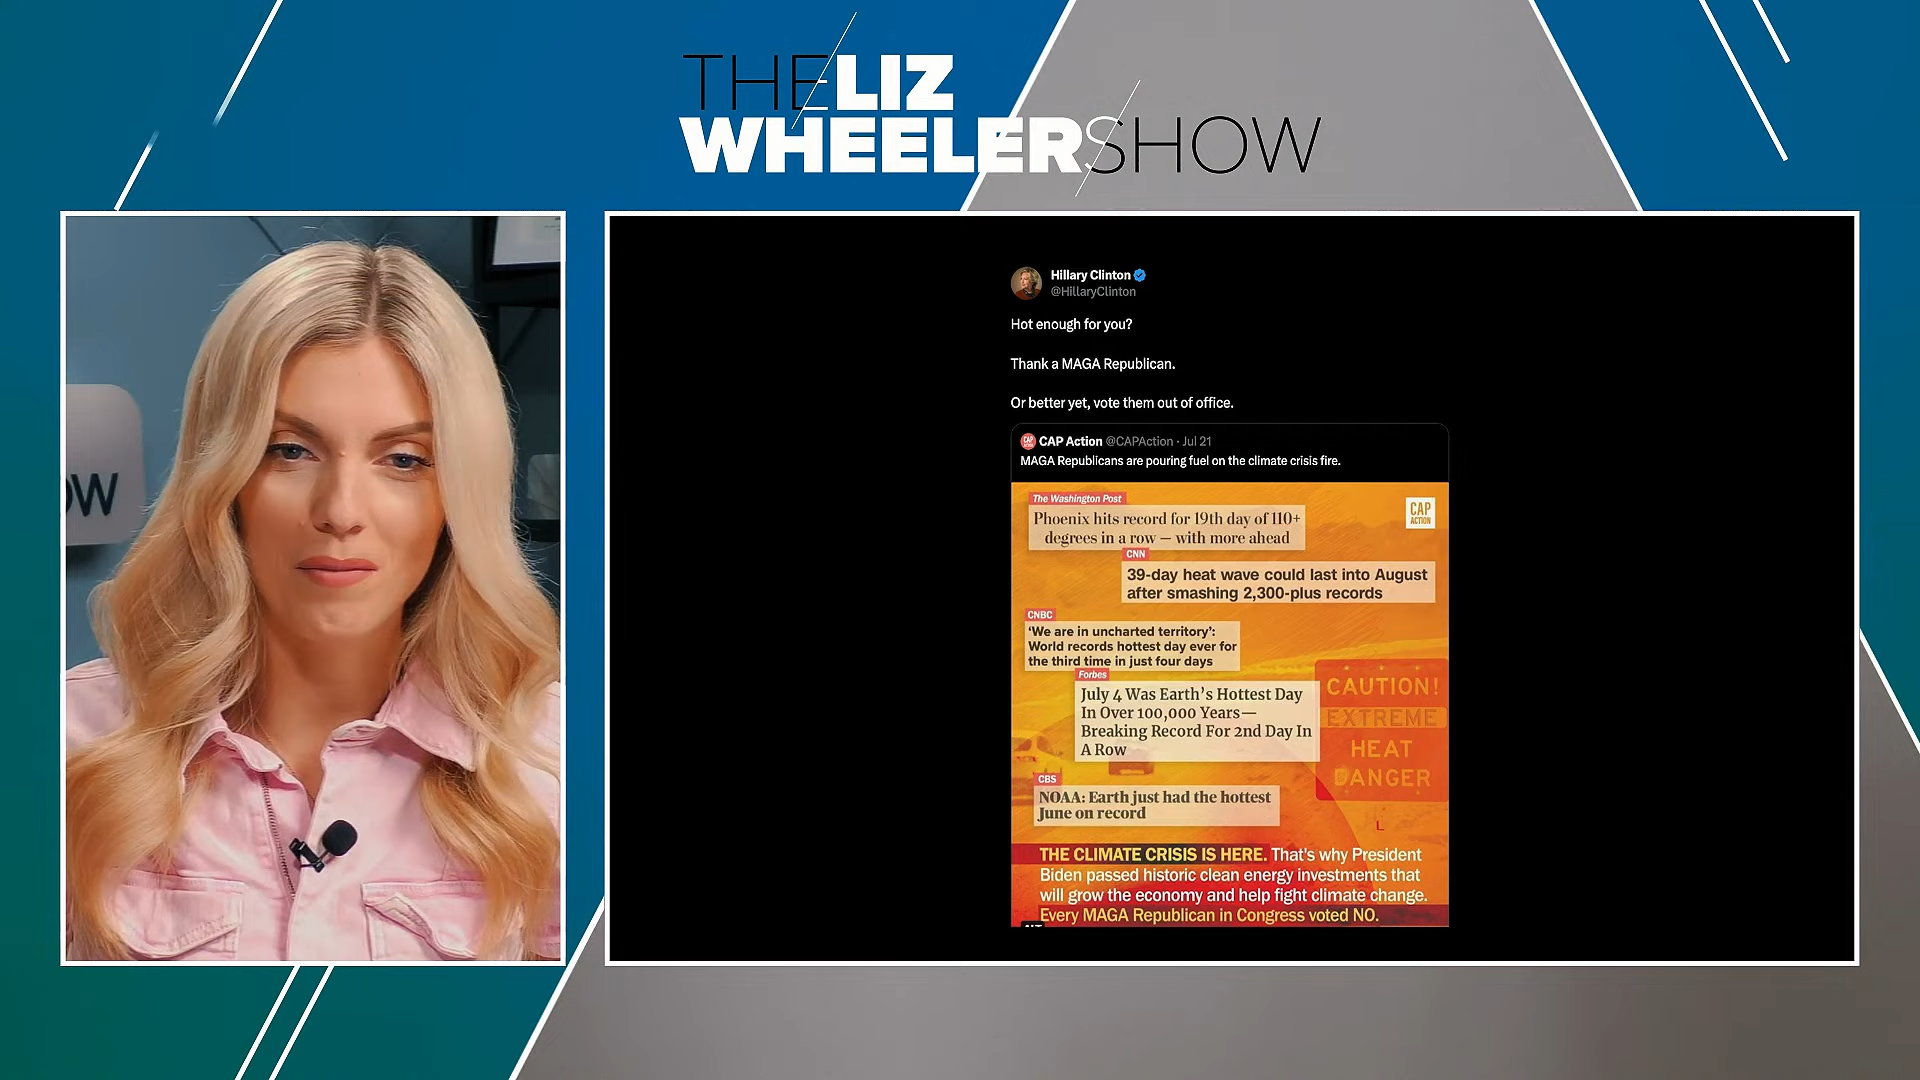 THE LIZ
WHEELER SHOW
OW
Hillary Clinton
@HillaryClinton
Hot enough for you?
Thank a MAGA Republican.
Or better yet, vote them out of office.
CAP Action @CAPAction · Jul 21
MAGA Republicans are pouring fuel on the climate crisis fire.
The Washington Post
Phoenix hits record for 19th day of 110+
degrees in a row — with more ahead
CAP
ACTION
CNN
39-day heat wave could last into August
after smashing 2,300-plus records
CNBC
‘We are in uncharted territory’:
World records hottest day ever for
the third time in just four days
Forbes
July 4 Was Earth’s Hottest Day
In Over 100,000 Years—
Breaking Record For 2nd Day In
A Row
CAUTION!
EXTREME
HEAT
DANGER
CBS
NOAA: Earth just had the hottest
June on record
THE CLIMATE CRISIS IS HERE. That's why President
Biden passed historic clean energy investments that
will grow the economy and help fight climate change.
Every MAGA Republican in Congress voted NO.